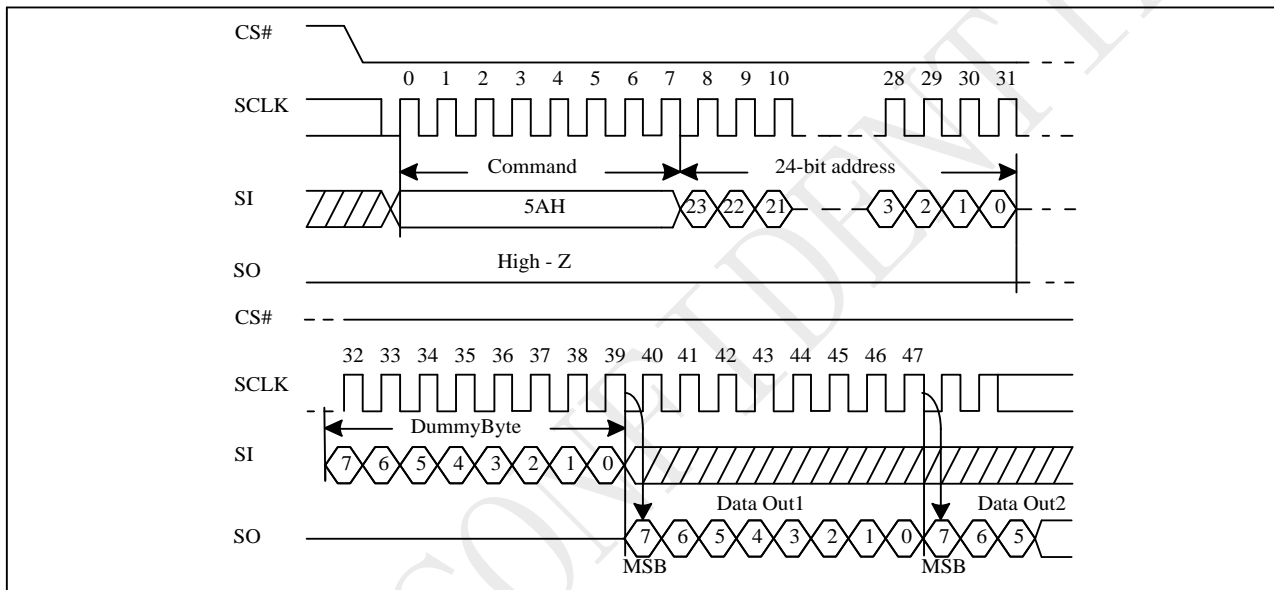 CS#
0 1 2 3 4 5 6 7 8 9 10 28 29 30 31
SCLK
Command 24-bit address
SI 5AH 23 22 21 3 2 1 0
High - Z
SO
CS#
32 33 34 35 36 37 38 39 40 41 42 43 44 45 46 47
SCLK
DummyByte
SI 7 6 5 4 3 2 1 0
Data Out1 Data Out2
SO 7 6 5 4 3 2 1 0 7 6 5
MSB MSB